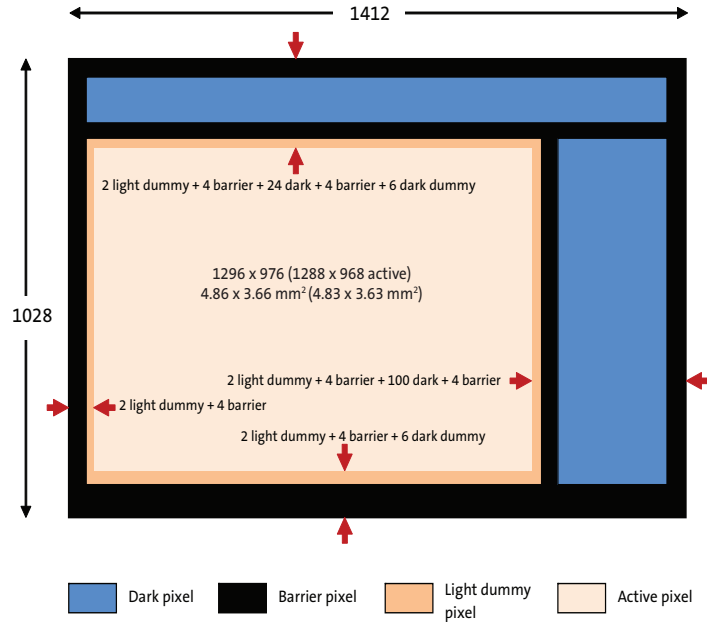 1412
2 light dummy + 4 barrier + 24 dark + 4 barrier + 6 dark dummy
1296 x 976 (1288 x 968 active)
4.86 x 3.66 mm² (4.83 x 3.63 mm²)
1028
2 light dummy + 4 barrier + 100 dark + 4 barrier
2 light dummy + 4 barrier
2 light dummy + 4 barrier + 6 dark dummy
Dark pixel
Barrier pixel
Light dummy
pixel
Active pixel